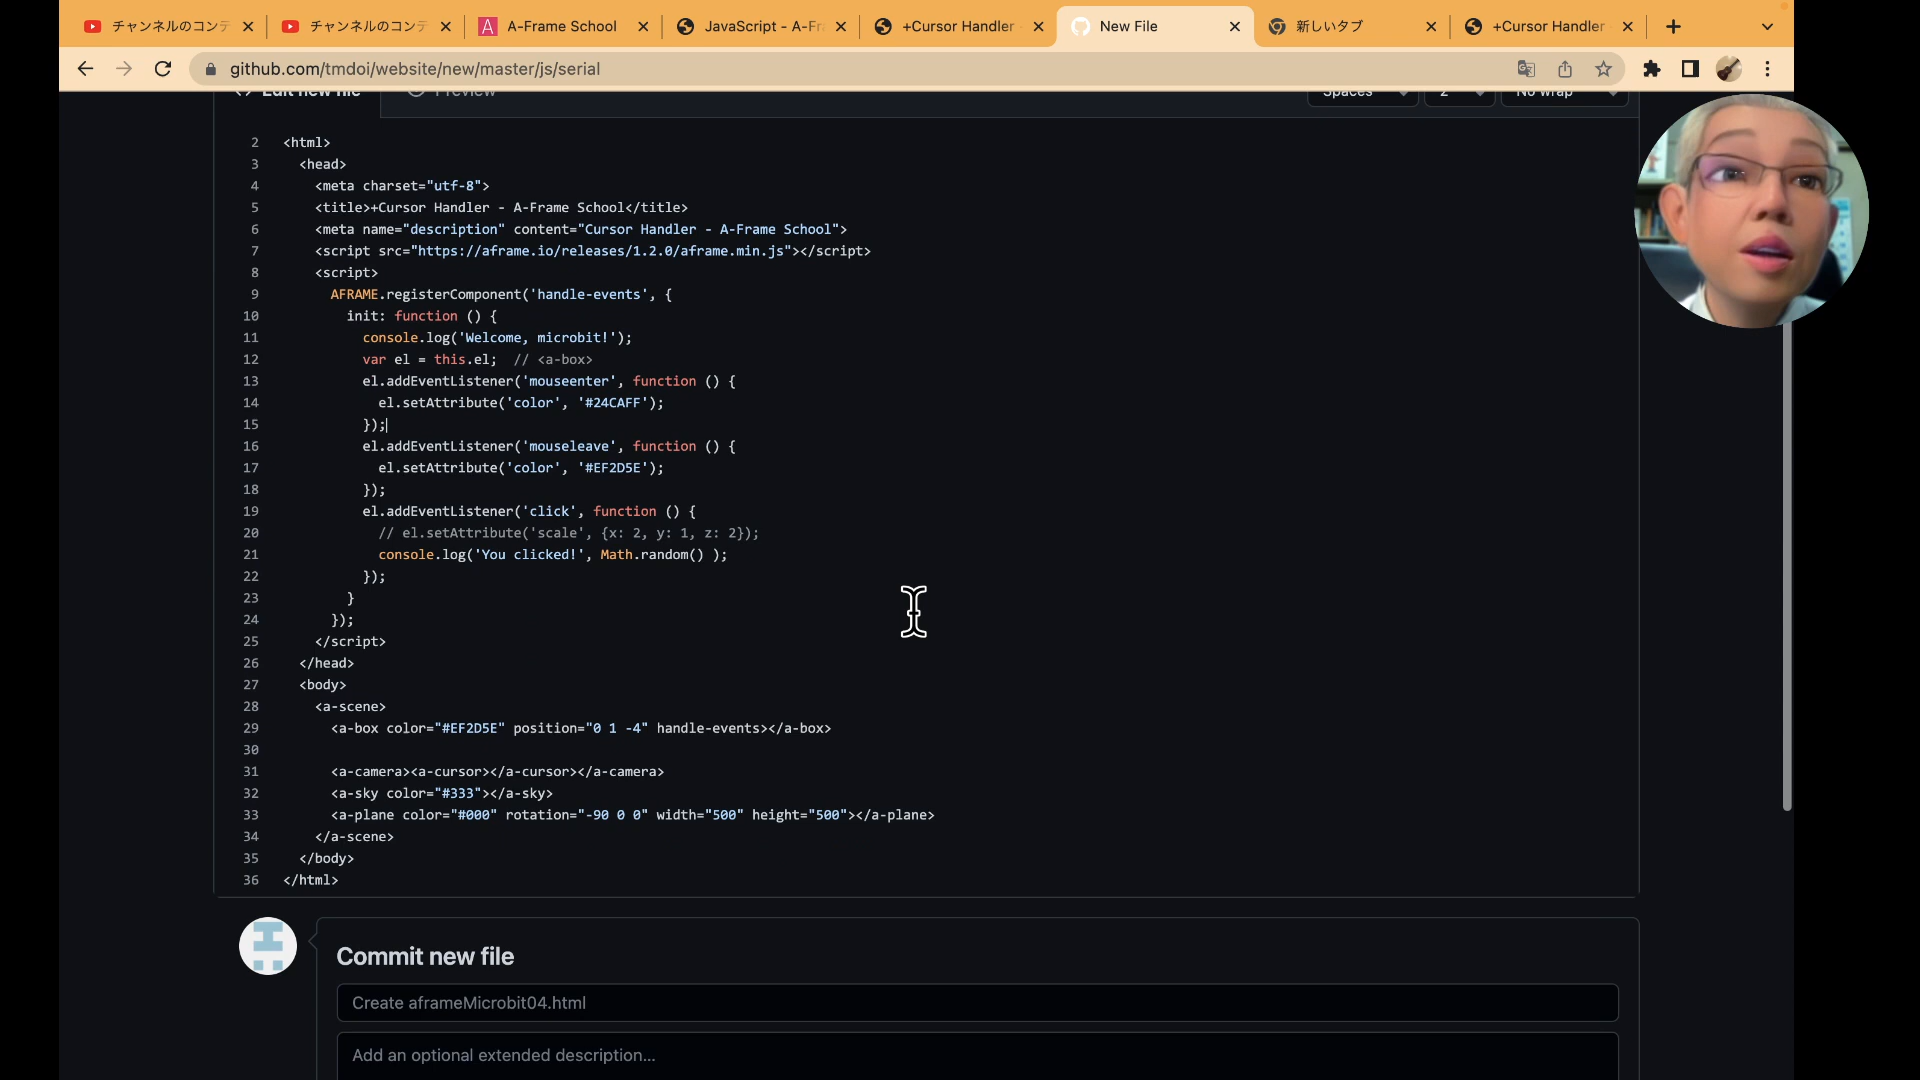 チャンネルのコンテ
チャンネルのコンテ
A-Frame School
JavaScript - A-Fr
+Cursor Handler
New File
新しいタブ
+Cursor Handler
github.com/tmdoi/website/new/master/js/serial
Edit new file
Preview
Spaces
2
No wrap
2 <html>
3 <head>
4 <meta charset="utf-8">
5 <title>+Cursor Handler - A-Frame School</title>
6 <meta name="description" content="Cursor Handler - A-Frame School">
7 <script src="https://aframe.io/releases/1.2.0/aframe.min.js"></script>
8 <script>
9 AFRAME.registerComponent('handle-events', {
10 init: function () {
11 console.log('Welcome, microbit!');
12 var el = this.el; // <a-box>
13 el.addEventListener('mouseenter', function () {
14 el.setAttribute('color', '#24CAFF');
15 });
16 el.addEventListener('mouseleave', function () {
17 el.setAttribute('color', '#EF2D5E');
18 });
19 el.addEventListener('click', function () {
20 // el.setAttribute('scale', {x: 2, y: 1, z: 2});
21 console.log('You clicked!', Math.random() );
22 });
23 }
24 });
25 </script>
26 </head>
27 <body>
28 <a-scene>
29 <a-box color="#EF2D5E" position="0 1 -4" handle-events></a-box>
30
31 <a-camera><a-cursor></a-cursor></a-camera>
32 <a-sky color="#333"></a-sky>
33 <a-plane color="#000" rotation="-90 0 0" width="500" height="500"></a-plane>
34 </a-scene>
35 </body>
36 </html>
Commit new file
Create aframeMicrobit04.html
Add an optional extended description...